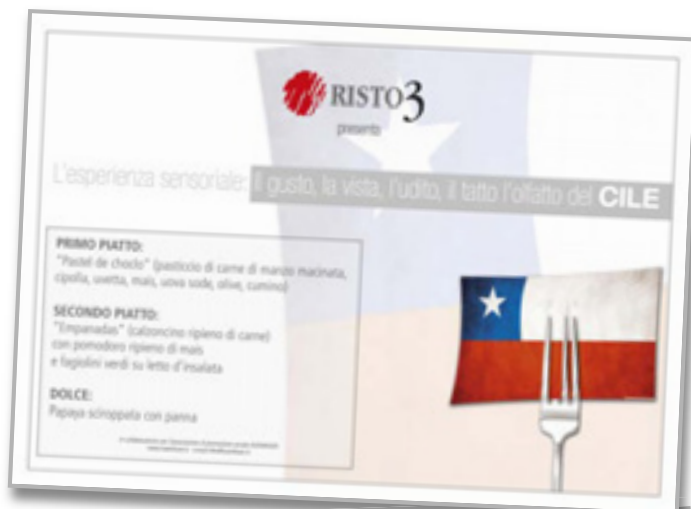 RISTO3
presenta
L'esperienza sensoriale: il gusto, la vista, l'udito, il tatto l'olfatto del CILE
PRIMO PIATTO:
"Pastel de choclo" (pasticcio di carne di manzo macinata,
cipolla, uvetta, mais, uova sode, olive, cumino)
SECONDO PIATTO:
"Empanadas" (calzoncino ripieno di carne)
con pomodoro ripieno di mais
e fagiolini verdi su letto d'insalata
DOLCE:
Papaya sciroppata con panna